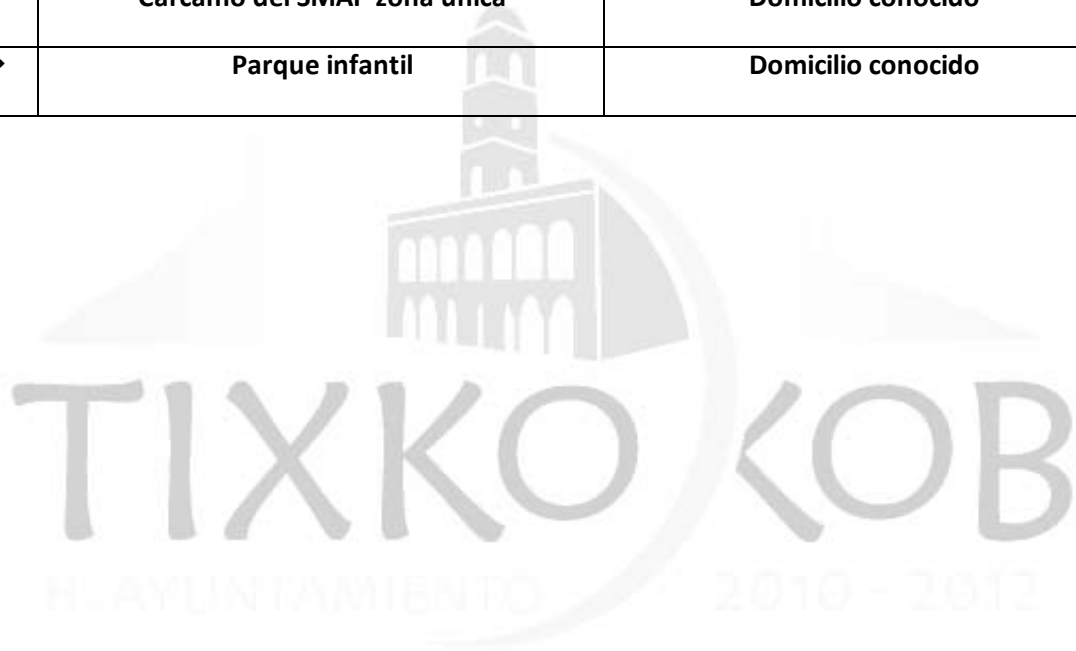 Cárcamo del SMAP zona única Domicilio conocido
Parque infantil Domicilio conocido
TIXKOKOB
H. AYUNTAMIENTO 2010 - 2012